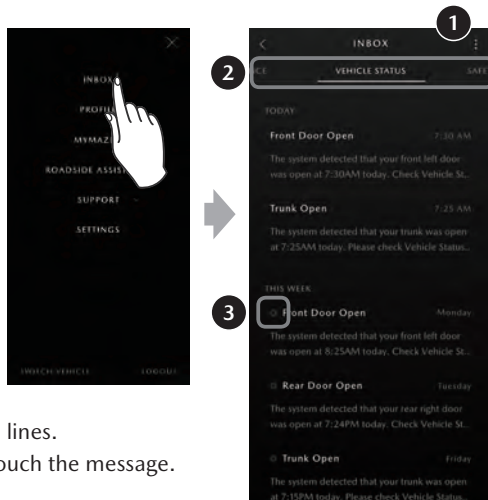 INBOX
PROFILE
MYMAZ
ROADSIDE ASSIST
SUPPORT
SETTINGS
SWITCH VEHICLE LOGOUT
1
INBOX
2
CE VEHICLE STATUS SAFE
TODAY
Front Door Open 7:30 AM
The system detected that your front left door
was open at 7:30AM today. Check Vehicle St...
Trunk Open 7:25 AM
The system detected that your trunk was open
at 7:25AM today. Please check Vehicle Status...
THIS WEEK
3
Front Door Open Monday
The system detected that your front left door
was open at 8:25AM today. Check Vehicle St...
Rear Door Open Tuesday
The system detected that your rear right door
was open at 7:24PM today. Check Vehicle St...
Trunk Open Friday
The system detected that your trunk was open
at 7:15PM today. Please check Vehicle Status...
lines.
ouch the message.